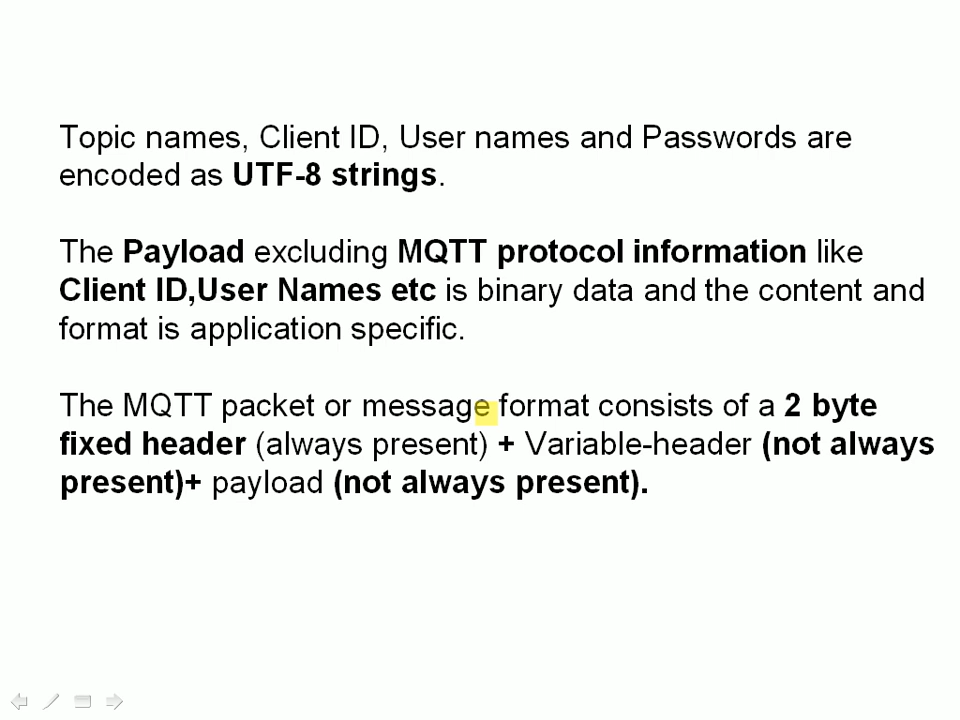 Topic names, Client ID, User names and Passwords are
encoded as UTF-8 strings.
The Payload excluding MQTT protocol information like
Client ID,User Names etc is binary data and the content and
format is application specific.
The MQTT packet or message format consists of a 2 byte
fixed header (always present) + Variable-header (not always
present)+ payload (not always present).